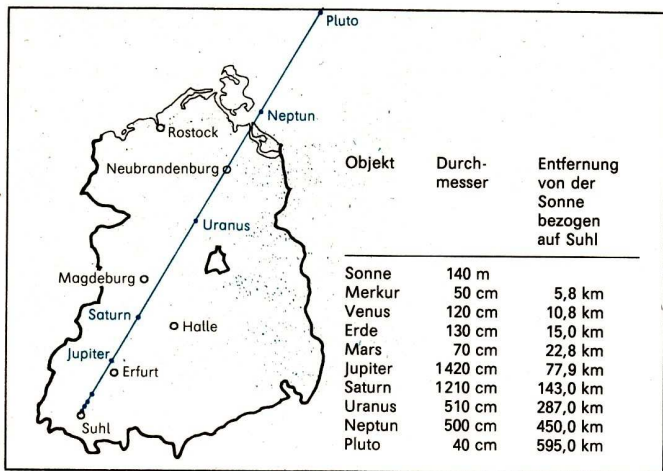 Pluto
Neptun
Rostock
Neubrandenburg
Uranus
Magdeburg
Saturn
Halle
Jupiter
Erfurt
Suhl
Objekt Durch- Entfernung
messer von der
Sonne
bezogen
auf Suhl
Sonne 140 m
Merkur 50 cm 5,8 km
Venus 120 cm 10,8 km
Erde 130 cm 15,0 km
Mars 70 cm 22,8 km
Jupiter 1420 cm 77,9 km
Saturn 1210 cm 143,0 km
Uranus 510 cm 287,0 km
Neptun 500 cm 450,0 km
Pluto 40 cm 595,0 km